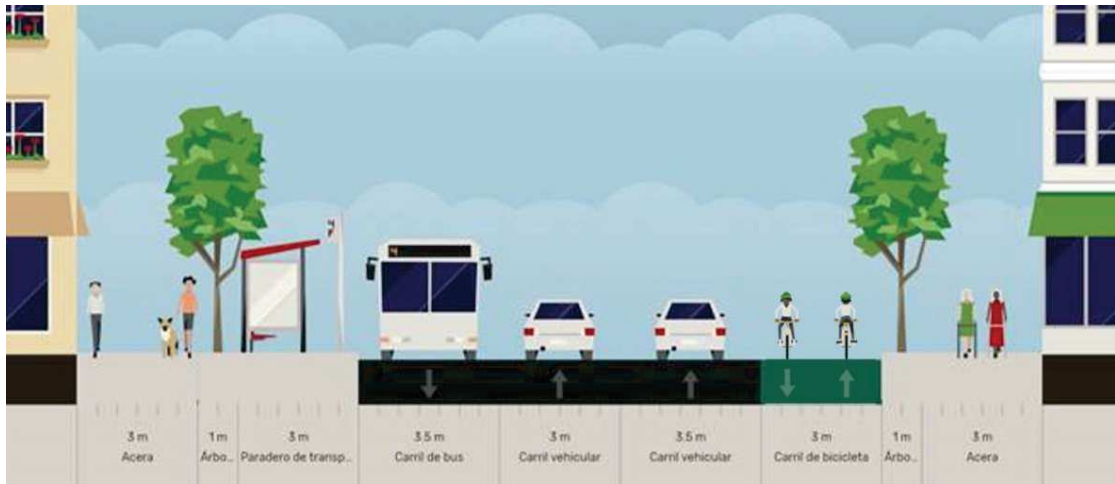 3 m
Acera
1 m
Árbo...
3 m
Paradero de transp...
3.5 m
Carril de bus
3 m
Carril vehicular
3.5 m
Carril vehicular
3 m
Carril de bicicleta
1 m
Árbo...
3 m
Acera